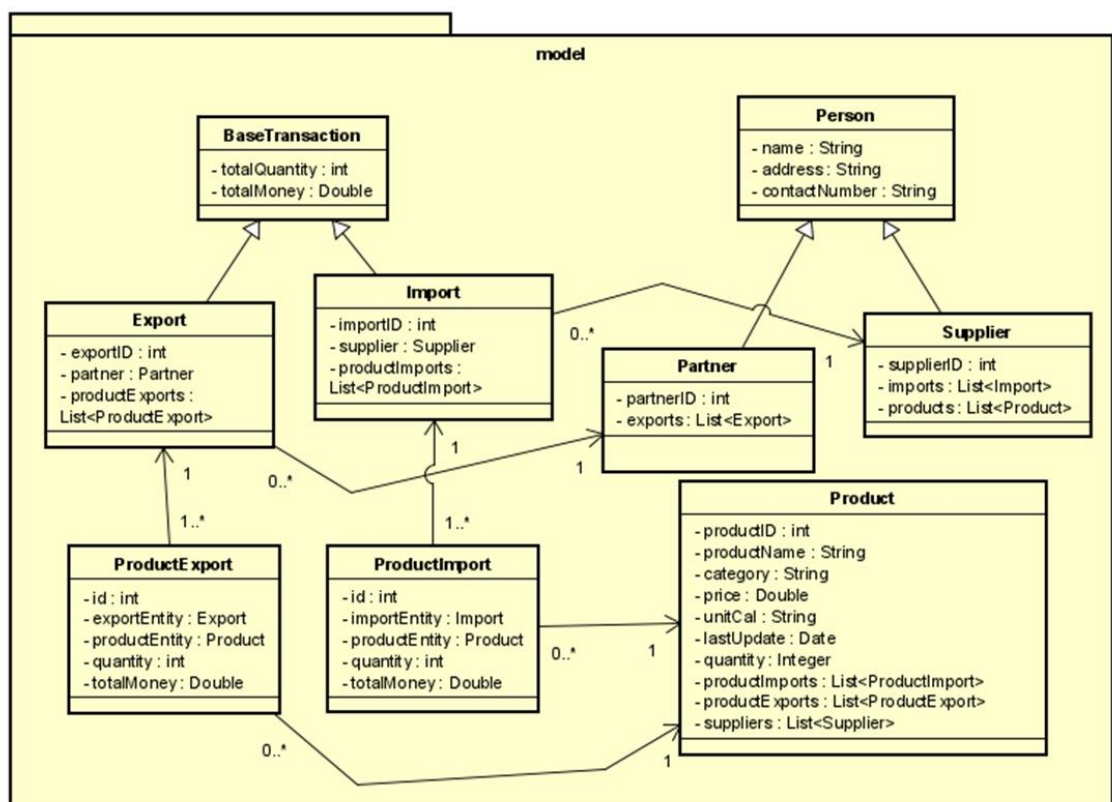 model
BaseTransaction
- totalQuantity : int
- totalMoney : Double
Person
- name : String
- address : String
- contactNumber : String
Export
- exportID : int
- partner : Partner
- productExports :
List<ProductExport>
Import
- importID : int
- supplier : Supplier
- productImports :
List<ProductImport>
Partner
- partnerID : int
- exports : List<Export>
Supplier
- supplierID : int
- imports : List<Import>
- products : List<Product>
0..*
1
0..*
1
1
1..*
1
1..*
ProductExport
- id : int
- exportEntity : Export
- productEntity : Product
- quantity : int
- totalMoney : Double
ProductImport
- id : int
- importEntity : Import
- productEntity : Product
- quantity : int
- totalMoney : Double
Product
- productID : int
- productName : String
- category : String
- price : Double
- unitCal : String
- lastUpdate : Date
- quantity : Integer
- productImports : List<ProductImport>
- productExports : List<ProductExport>
- suppliers : List<Supplier>
0..*
1
0..*
1